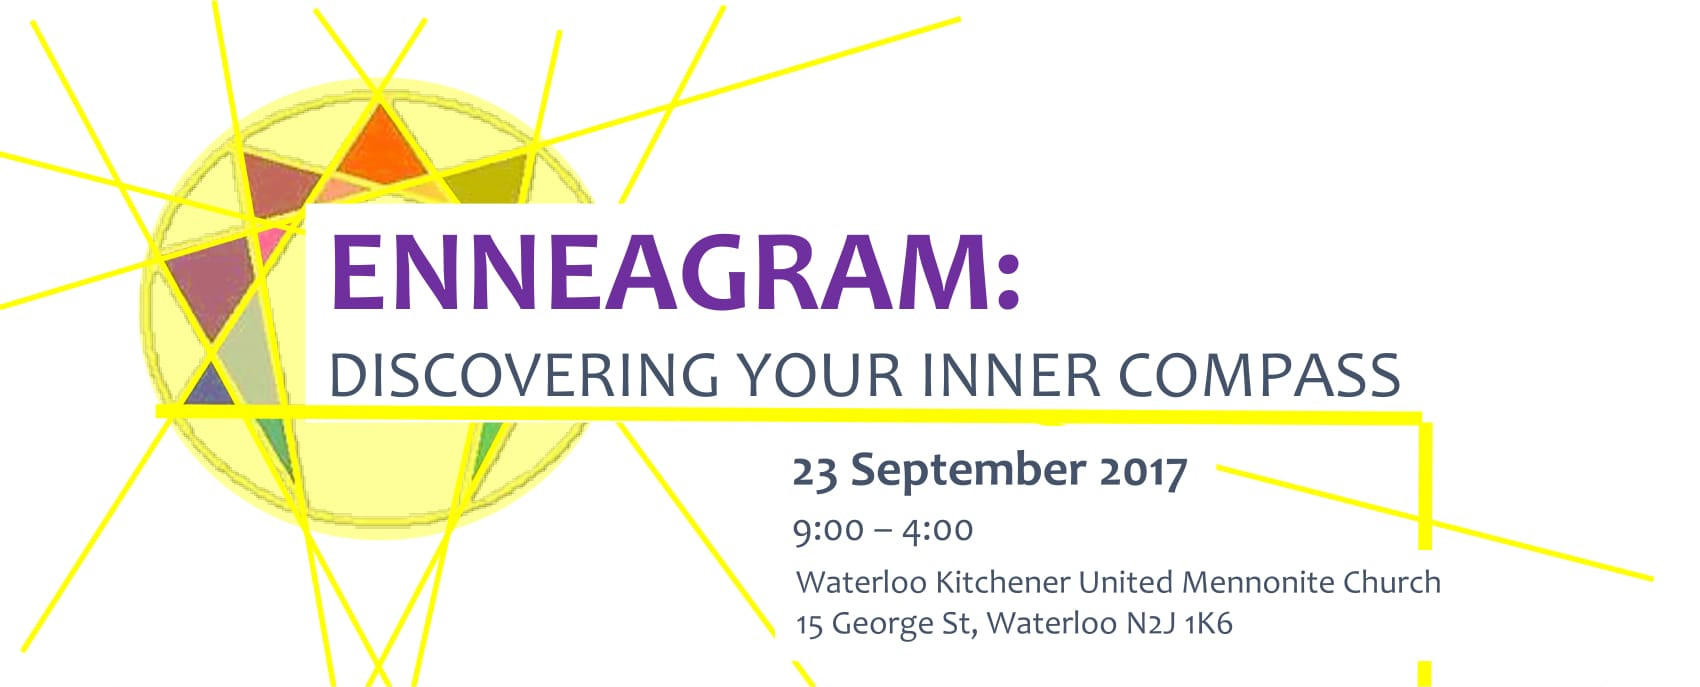 ENNEAGRAM:
DISCOVERING YOUR INNER COMPASS
23 September 2017
9:00 – 4:00
Waterloo Kitchener United Mennonite Church
15 George St, Waterloo N2J 1K6